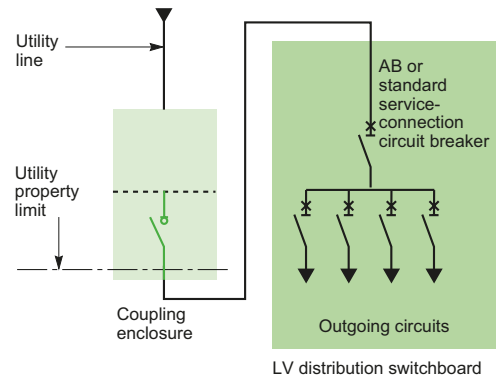 Utility
line
Utility
property
limit
Coupling
enclosure
AB or
standard
service-
connection
circuit breaker
Outgoing circuits
LV distribution switchboard